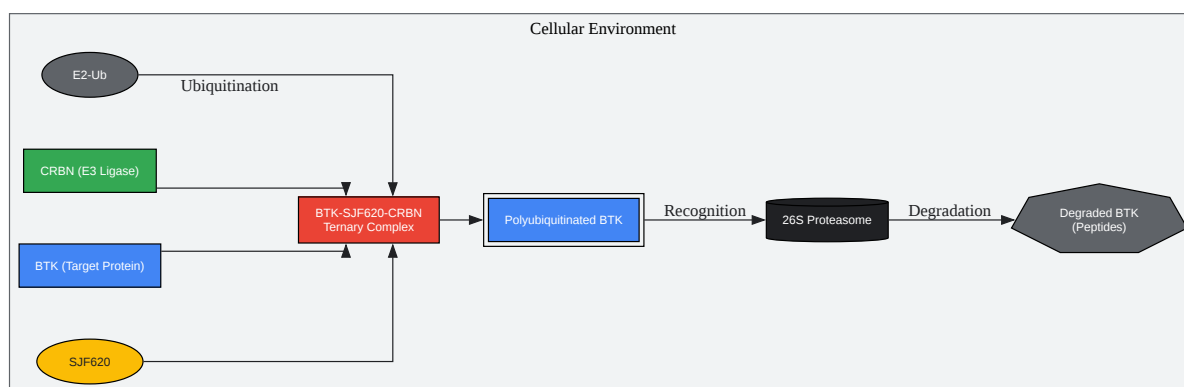 Cellular Environment
E2-Ub
Ubiquitination
CRBN (E3 Ligase)
BTK (Target Protein)
SJF620
BTK-SJF620-CRBN
Ternary Complex
Polyubiquitinated BTK
Recognition
26S Proteasome
Degradation
Degraded BTK
(Peptides)